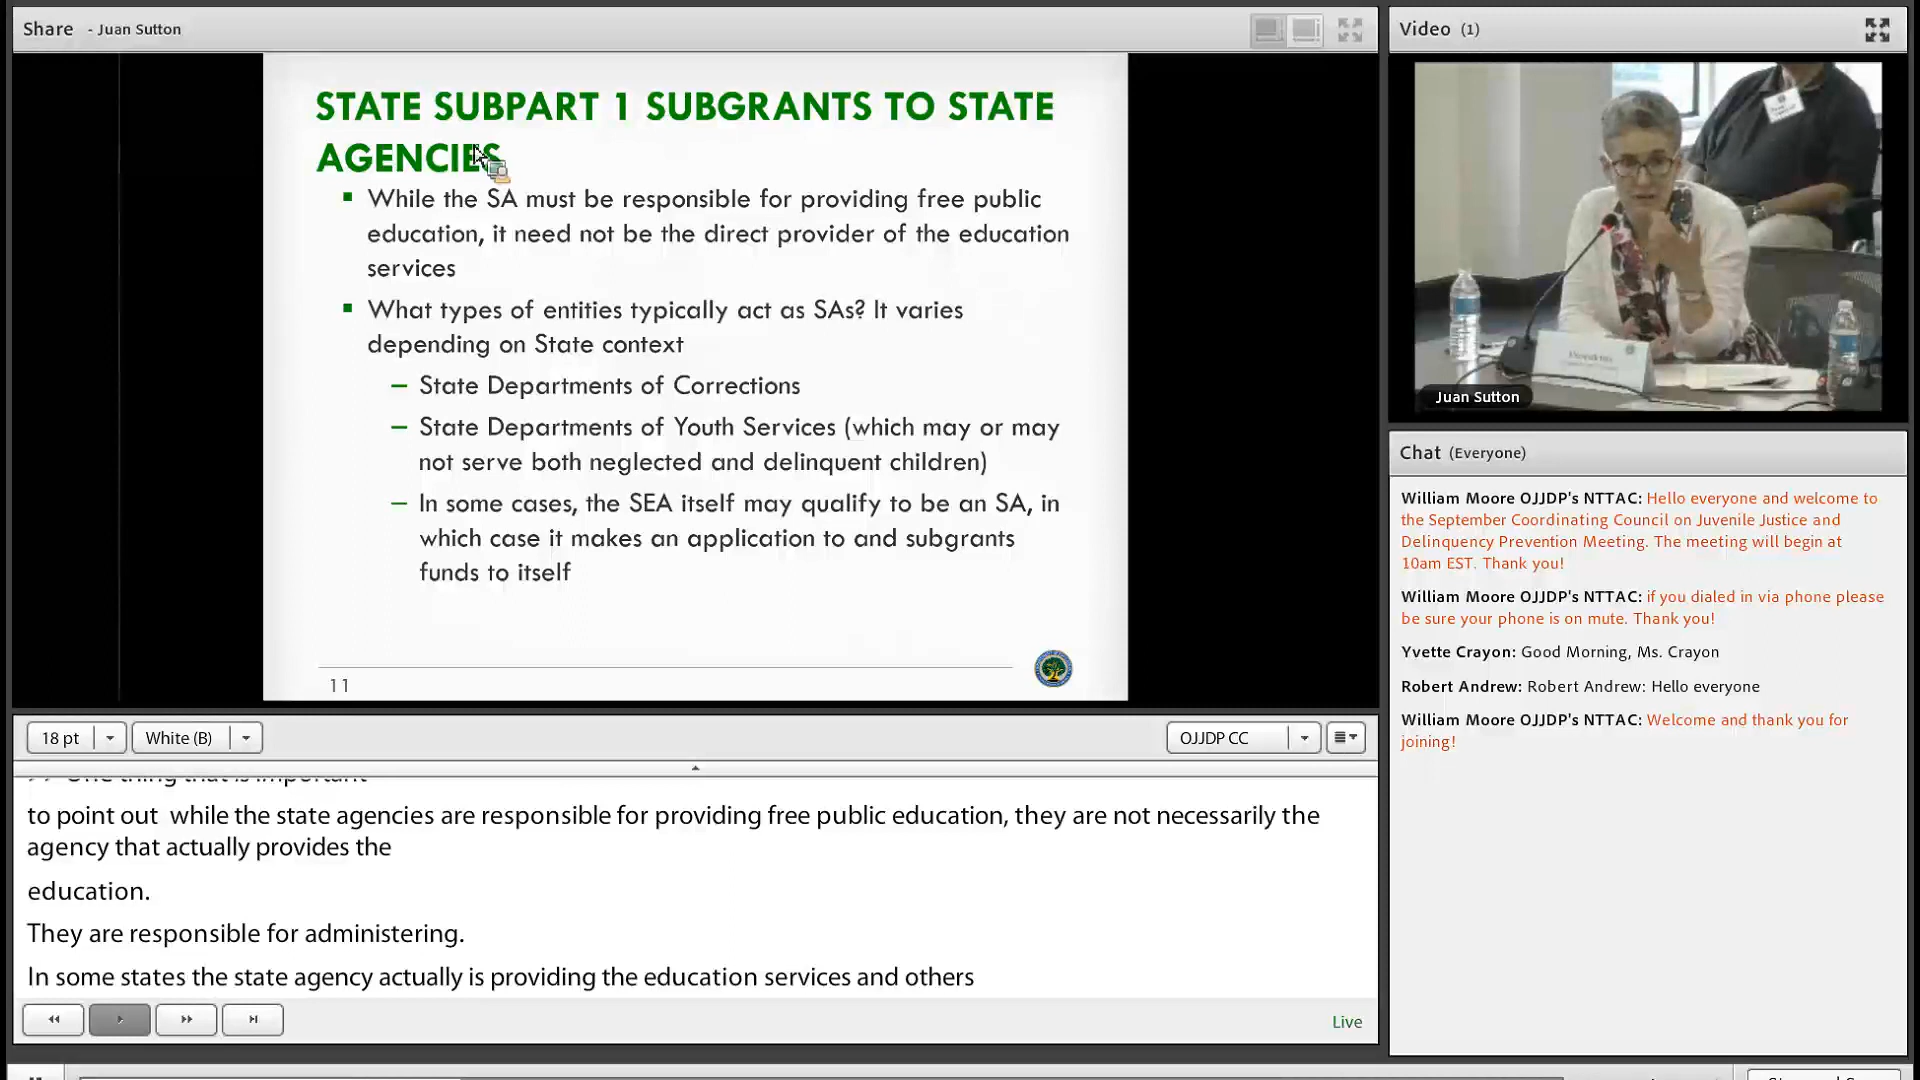 Share - Juan Sutton
STATE SUBPART 1 SUBGRANTS TO STATE
AGENCIES
While the SA must be responsible for providing free public
education, it need not be the direct provider of the education
services
What types of entities typically act as SAs? It varies
depending on State context
– State Departments of Corrections
– State Departments of Youth Services (which may or may
not serve both neglected and delinquent children)
– In some cases, the SEA itself may qualify to be an SA, in
which case it makes an application to and subgrants
funds to itself
11
18 pt
White (B)
OJJDP CC
>> One thing that is important
to point out while the state agencies are responsible for providing free public education, they are not necessarily the
agency that actually provides the
education.
They are responsible for administering.
In some states the state agency actually is providing the education services and others
Live
Video (1)
Juan Sutton
Chat (Everyone)
William Moore OJJDP's NTTAC: Hello everyone and welcome to
the September Coordinating Council on Juvenile Justice and
Delinquency Prevention Meeting. The meeting will begin at
10am EST. Thank you!
William Moore OJJDP's NTTAC: if you dialed in via phone please
be sure your phone is on mute. Thank you!
Yvette Crayon: Good Morning, Ms. Crayon
Robert Andrew: Robert Andrew: Hello everyone
William Moore OJJDP's NTTAC: Welcome and thank you for
joining!